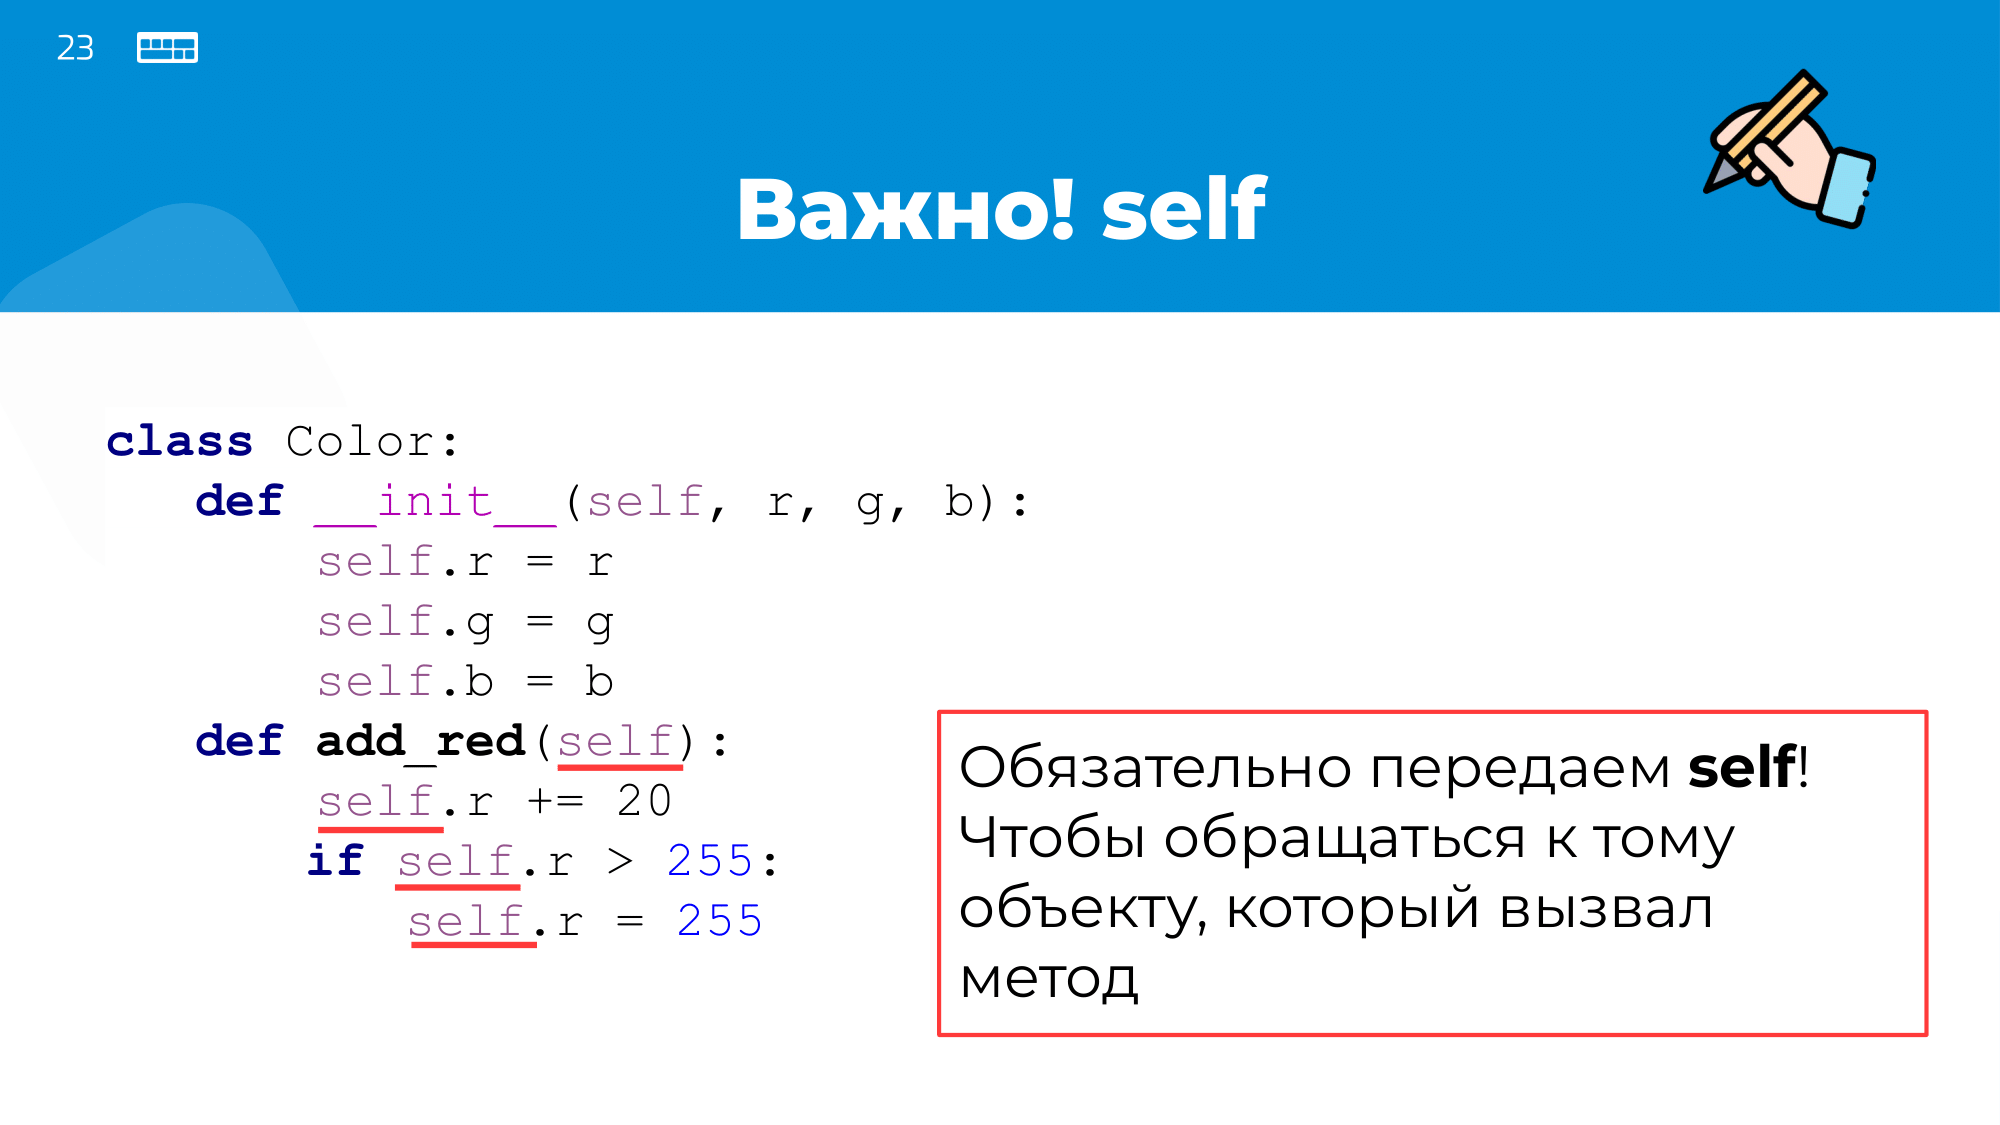 23
Важно! self
class Color:
    def __init__(self, r, g, b):
        self.r = r
        self.g = g
        self.b = b
    def add_red(self):
        self.r += 20
        if self.r > 255:
            self.r = 255
Обязательно передаем self!
Чтобы обращаться к тому
объекту, который вызвал
метод